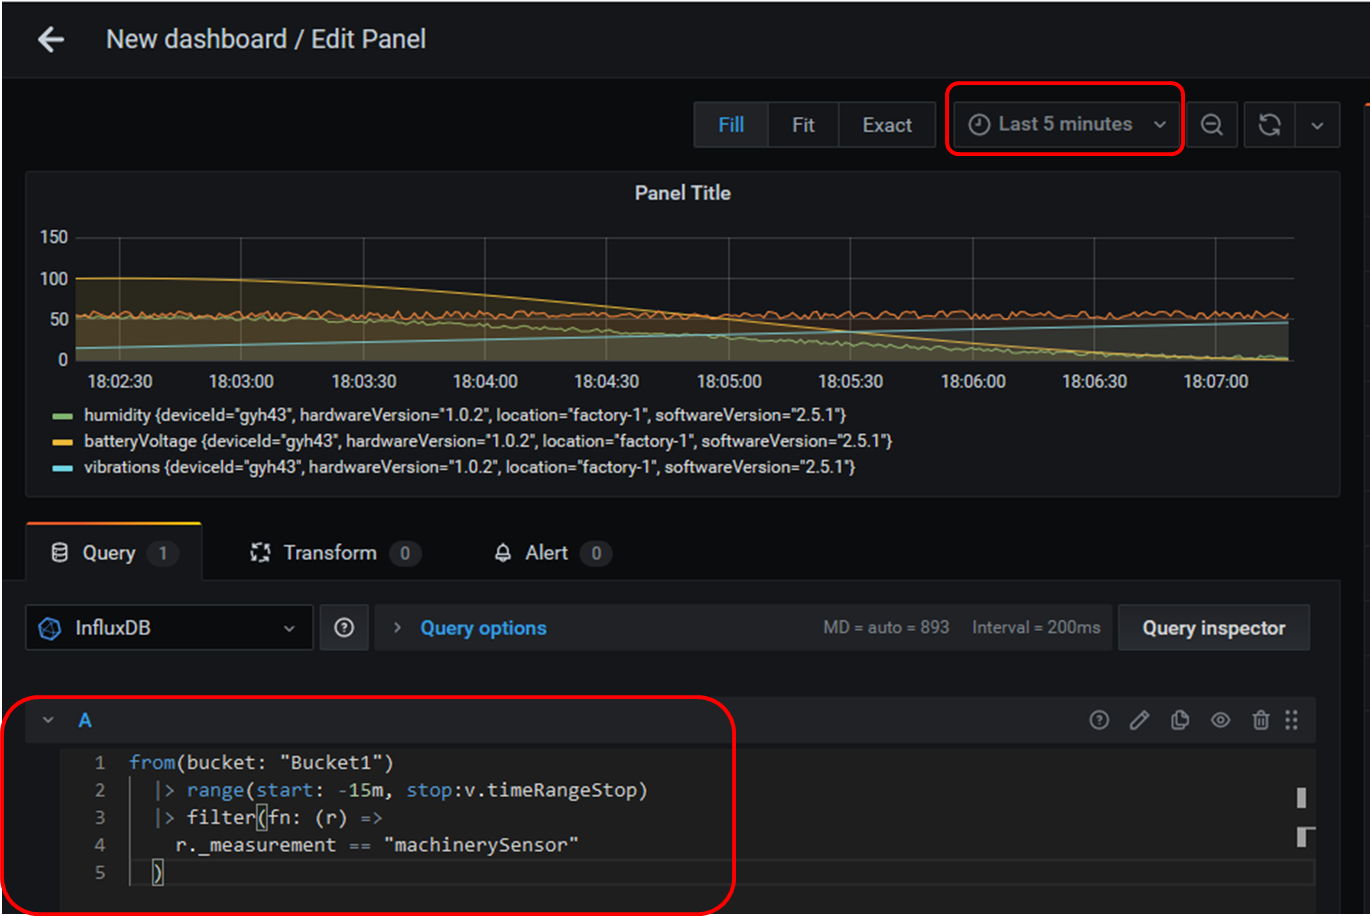 New dashboard / Edit Panel
Fill Fit Exact Last 5 minutes
Panel Title
150
100
50
0
18:02:30 18:03:00 18:03:30 18:04:00 18:04:30 18:05:00 18:05:30 18:06:00 18:06:30 18:07:00
humidity {deviceId="gyh43", hardwareVersion="1.0.2", location="factory-1", softwareVersion="2.5.1"}
batteryVoltage {deviceId="gyh43", hardwareVersion="1.0.2", location="factory-1", softwareVersion="2.5.1"}
vibrations {deviceId="gyh43", hardwareVersion="1.0.2", location="factory-1", softwareVersion="2.5.1"}
Query 1 Transform 0 Alert 0
InfluxDB Query options MD = auto = 893 Interval = 200ms Query inspector
A
1 from(bucket: "Bucket1")
2 |> range(start: -15m, stop:v.timeRangeStop)
3 |> filter(fn: (r) =>
4 r._measurement == "machinerySensor"
5 )